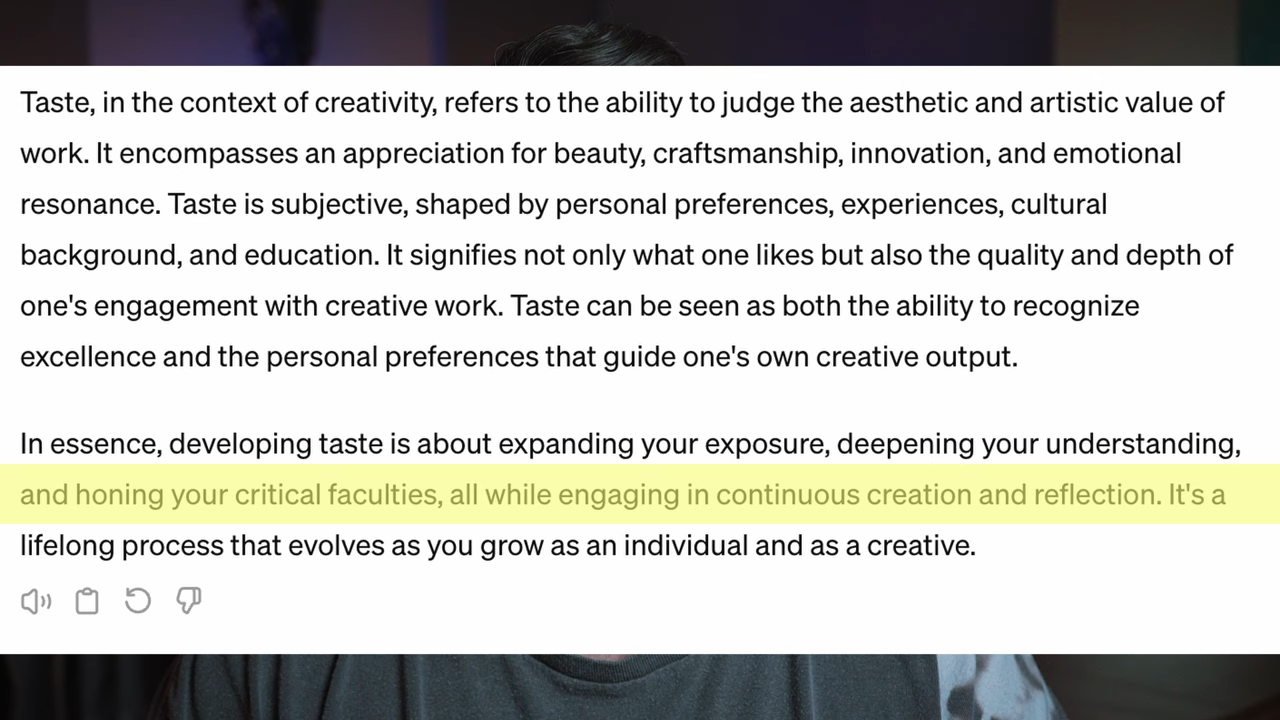 Taste, in the context of creativity, refers to the ability to judge the aesthetic and artistic value of
work. It encompasses an appreciation for beauty, craftsmanship, innovation, and emotional
resonance. Taste is subjective, shaped by personal preferences, experiences, cultural
background, and education. It signifies not only what one likes but also the quality and depth of
one's engagement with creative work. Taste can be seen as both the ability to recognize
excellence and the personal preferences that guide one's own creative output.
In essence, developing taste is about expanding your exposure, deepening your understanding,
and honing your critical faculties, all while engaging in continuous creation and reflection. It's a
lifelong process that evolves as you grow as an individual and as a creative.